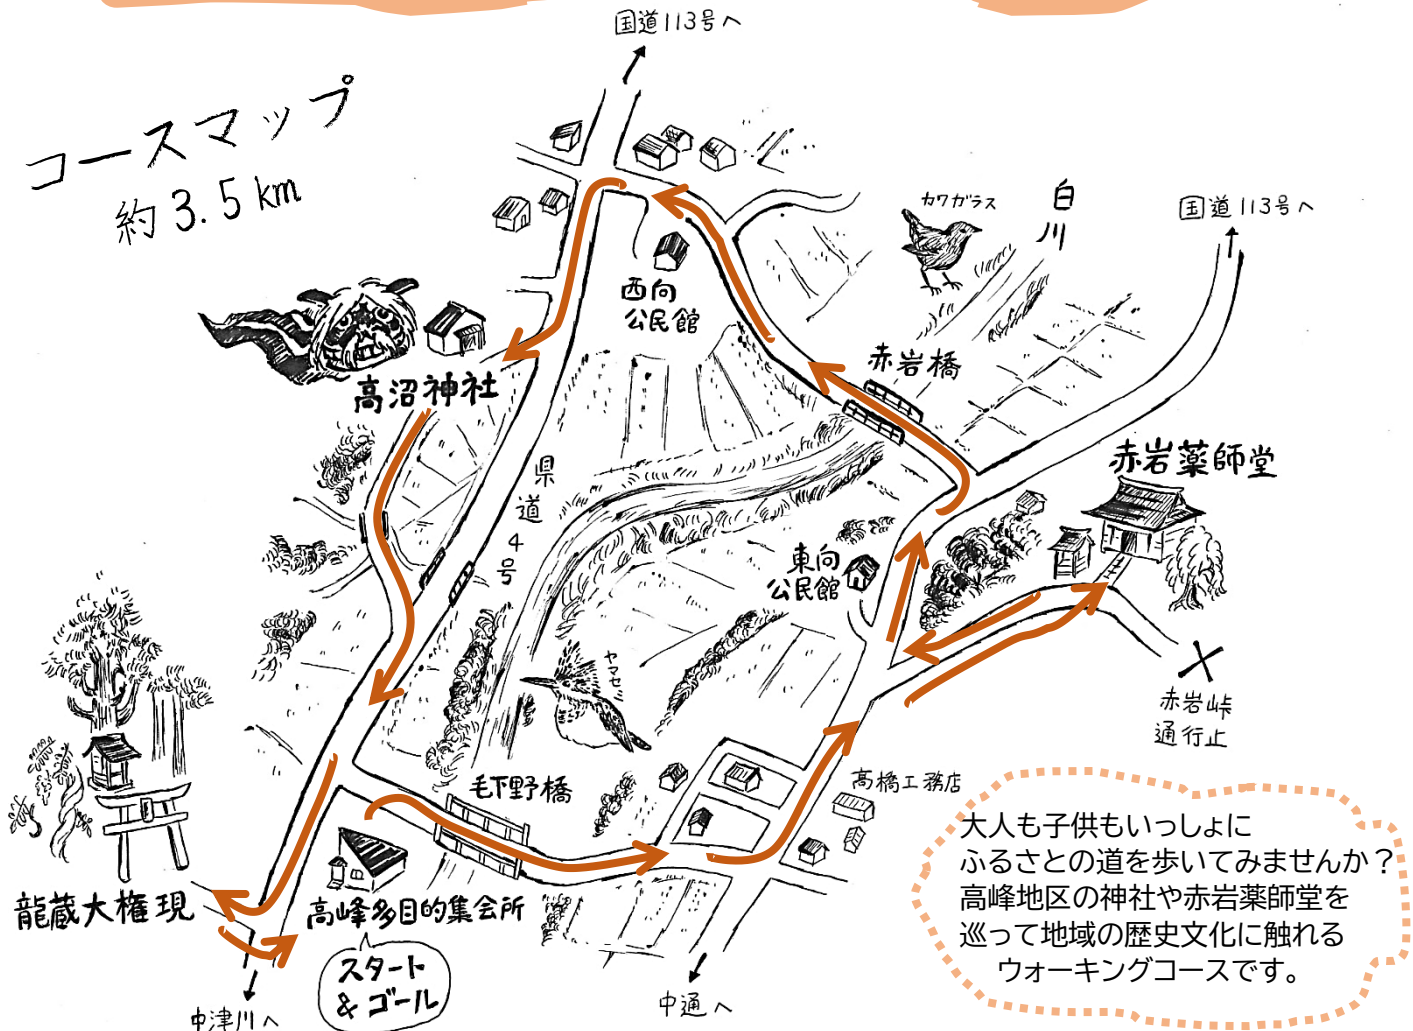 国道113号へ
コースマップ
約3.5km
カワガラス
白川
国道113号へ
西向
公民館
赤岩橋
高沼神社
県道4号
赤岩薬師堂
東向
公民館
ヤマセミ
赤岩峠
通行止
毛下野橋
高橋工務店
龍蔵大権現
高峰多目的集会所
スタート
&ゴール
中津川へ
中通へ
大人も子供もいっしょに
ふるさとの道を歩いてみませんか？
高峰地区の神社や赤岩薬師堂を
巡って地域の歴史文化に触れる
ウォーキングコースです。